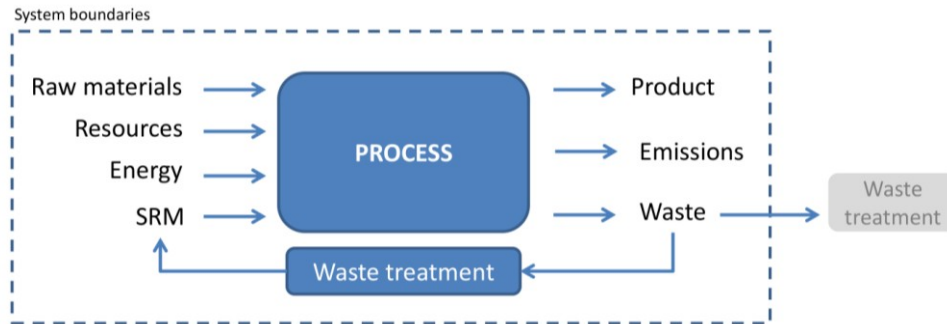 System boundaries
Raw materials
Resources
Energy
SRM
PROCESS
Product
Emissions
Waste
Waste treatment
Waste
treatment